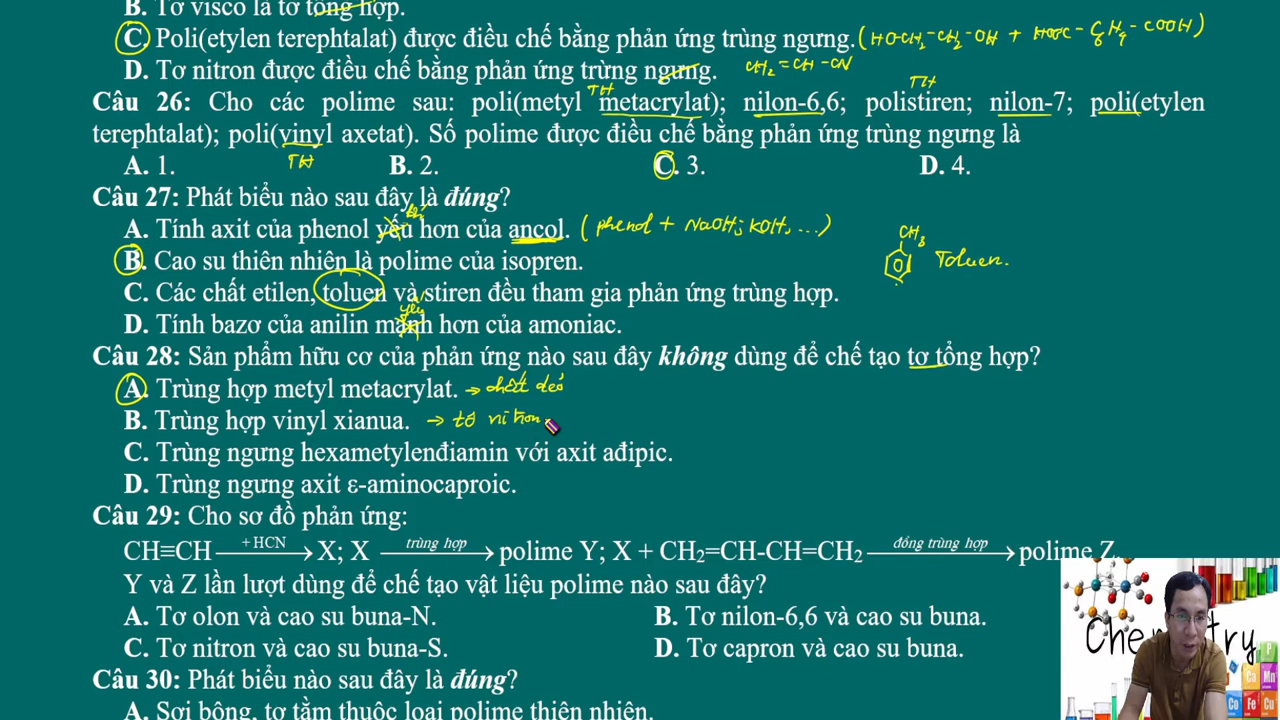 B. Tơ visco là tơ tổng hợp.
C. Poli(etylen terephtalat) được điều chế bằng phản ứng trùng ngưng. (HO-CH2-CH2-OH + HOOC-C6H4-COOH)
D. Tơ nitron được điều chế bằng phản ứng trừng ngưng. CH2=CH-CN
TH TH
Câu 26: Cho các polime sau: poli(metyl metacrylat); nilon-6,6; polistiren; nilon-7; poli(etylen
terephtalat); poli(vinyl axetat). Số polime được điều chế bằng phản ứng trùng ngưng là
TH
A. 1. B. 2. C. 3. D. 4.
Câu 27: Phát biểu nào sau đây là đúng?
A. Tính axit của phenol yếu hơn của ancol. (phenol + NaOH; KOH, ...)
CH3
B. Cao su thiên nhiên là polime của isopren. Toluen.
C. Các chất etilen, toluen và stiren đều tham gia phản ứng trùng hợp.
yếu
D. Tính bazơ của anilin mạnh hơn của amoniac.
Câu 28: Sản phẩm hữu cơ của phản ứng nào sau đây không dùng để chế tạo tơ tổng hợp?
A. Trùng hợp metyl metacrylat. → chất dẻo
B. Trùng hợp vinyl xianua. → tơ nitron
C. Trùng ngưng hexametylenđiamin với axit ađipic.
D. Trùng ngưng axit ε-aminocaproic.
Câu 29: Cho sơ đồ phản ứng:
CH≡CH + HCN → X; X trùng hợp → polime Y; X + CH2=CH-CH=CH2 đồng trùng hợp → polime Z
Y và Z lần lượt dùng để chế tạo vật liệu polime nào sau đây?
A. Tơ olon và cao su buna-N. B. Tơ nilon-6,6 và cao su buna.
C. Tơ nitron và cao su buna-S. D. Tơ capron và cao su buna.
Câu 30: Phát biểu nào sau đây là đúng?
A. Sợi bông, tơ tằm thuộc loại polime thiên nhiên.
P
Ca Mn
Co Fe Cu